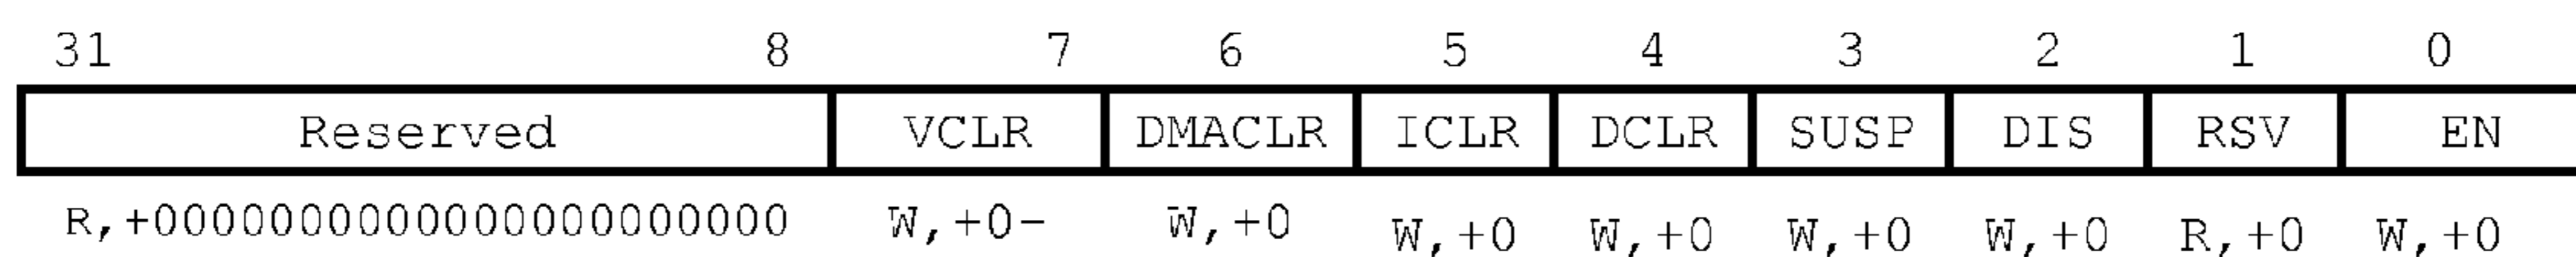 31 8 7 6 5 4 3 2 1 0
Reserved VCLR DMACLR ICLR DCLR SUSP DIS RSV EN
R,+0000000000000000000000 W,+0- W,+0 W,+0 W,+0 W,+0 W,+0 R,+0 W,+0